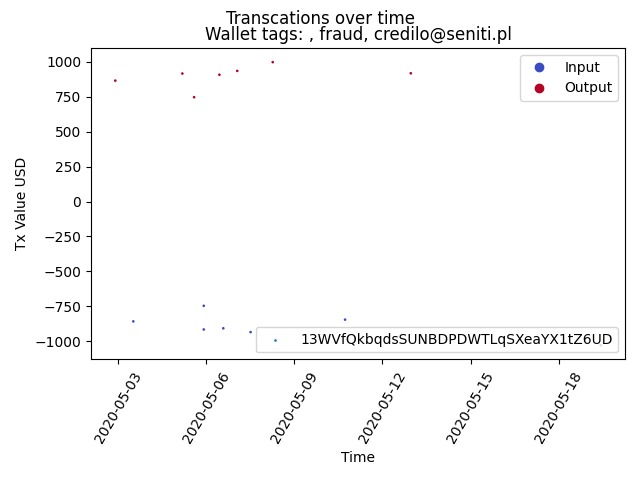 Transcations over time
Wallet tags: , fraud, credilo@seniti.pl
1000
750
500
250
0
−250
−500
−750
−1000
Tx Value USD
Input
Output
13WVfQkbqdsSUNBDPDWTLqSXeaYX1tZ6UD
2020-05-03
2020-05-06
2020-05-09
2020-05-12
2020-05-15
2020-05-18
Time